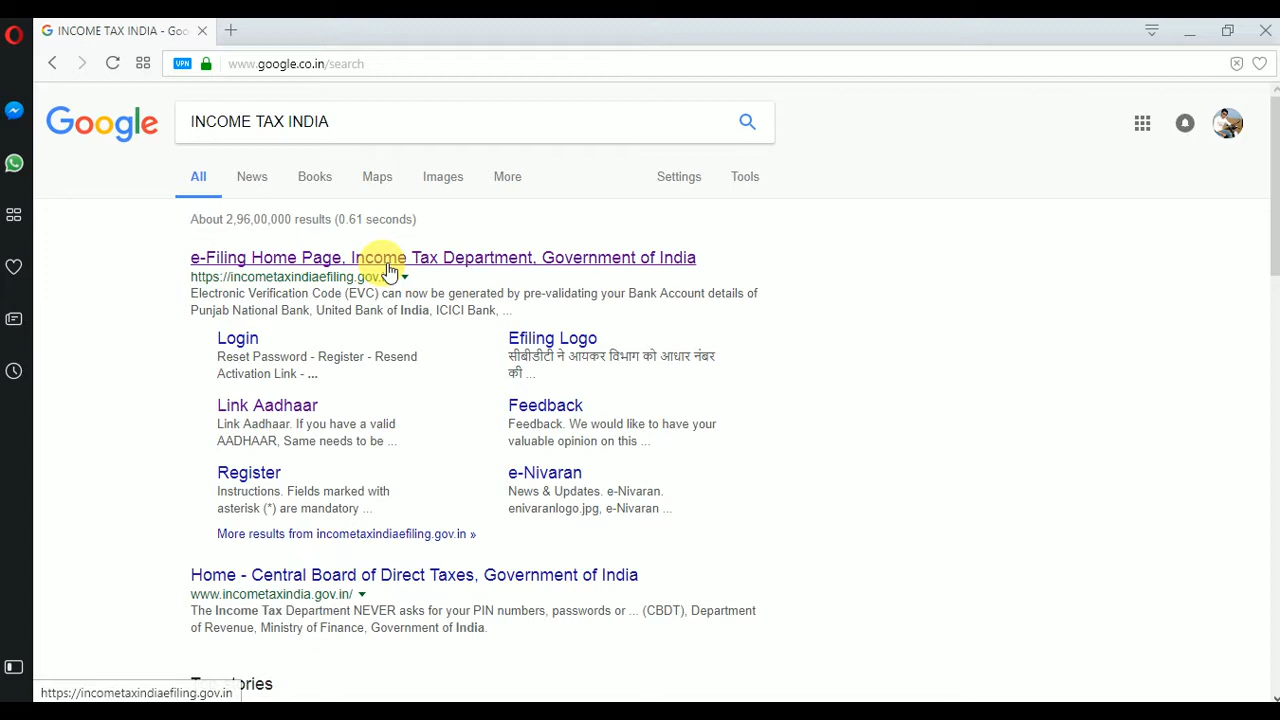 INCOME TAX INDIA - Goo
VPN
www.google.co.in/search
Google
INCOME TAX INDIA
All News Books Maps Images More Settings Tools
About 2,96,00,000 results (0.61 seconds)
e-Filing Home Page, Income Tax Department, Government of India
https://incometaxindiaefiling.gov.
Electronic Verification Code (EVC) can now be generated by pre-validating your Bank Account details of
Punjab National Bank, United Bank of India, ICICI Bank, ...
Login
Reset Password - Register - Resend
Activation Link - ...
Efiling Logo
सीबीडीटी ने आयकर विभाग को आधार नंबर
की ...
Link Aadhaar
Link Aadhaar. If you have a valid
AADHAAR, Same needs to be ...
Feedback
Feedback. We would like to have your
valuable opinion on this ...
Register
Instructions. Fields marked with
asterisk (*) are mandatory ...
e-Nivaran
News & Updates. e-Nivaran.
enivaranlogo.jpg, e-Nivaran ...
More results from incometaxindiaefiling.gov.in »
Home - Central Board of Direct Taxes, Government of India
www.incometaxindia.gov.in/
The Income Tax Department NEVER asks for your PIN numbers, passwords or ... (CBDT), Department
of Revenue, Ministry of Finance, Government of India.
https://incometaxindiaefiling.gov.in